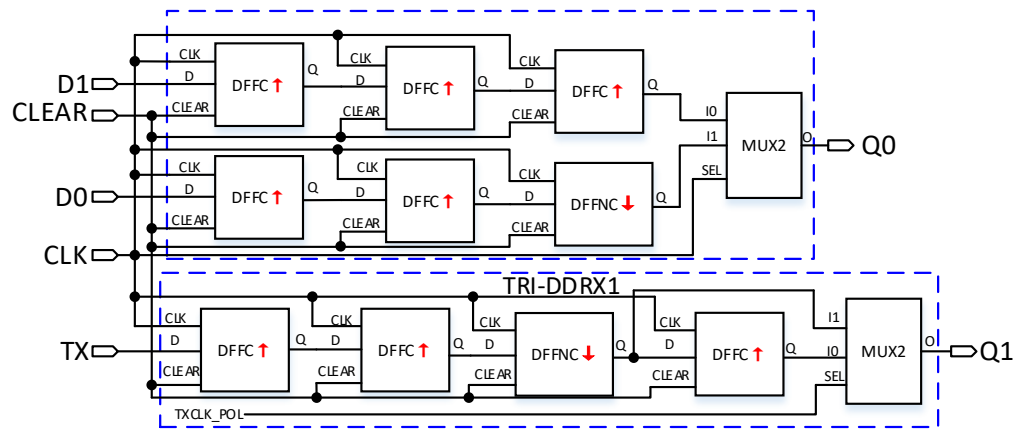 CLK
CLK
CLK
D1
D
DFFC
Q
D
DFFC
Q
D
DFFC
Q
CLEAR
CLEAR
CLEAR
CLEAR
I0
I1
MUX2
O
Q0
SEL
CLK
CLK
CLK
D0
D
DFFC
Q
D
DFFC
Q
D
DFFNC
Q
CLEAR
CLEAR
CLEAR
CLK
TRI-DDRX1
CLK
CLK
CLK
CLK
TX
D
DFFC
Q
D
DFFC
Q
D
DFFNC
Q
D
DFFC
Q
CLEAR
CLEAR
CLEAR
CLEAR
I1
I0
MUX2
O
Q1
SEL
TXCLK_POL